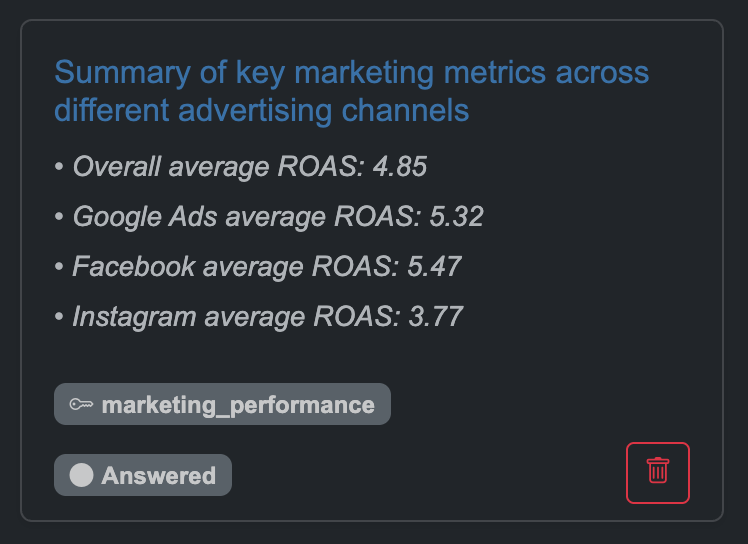 Summary of key marketing metrics across
different advertising channels
• Overall average ROAS: 4.85
• Google Ads average ROAS: 5.32
• Facebook average ROAS: 5.47
• Instagram average ROAS: 3.77
marketing_performance
Answered